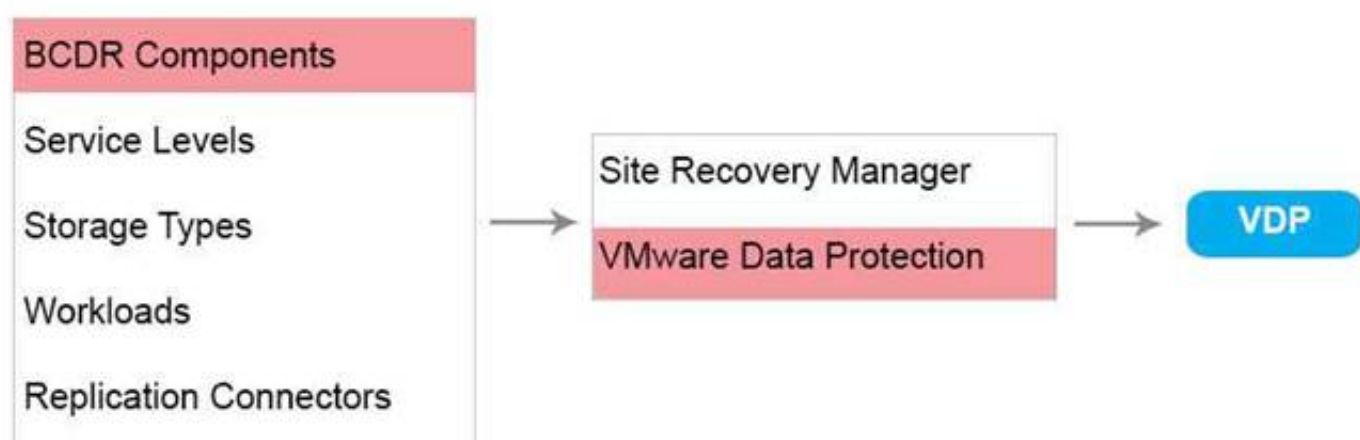 BCDR Components
Service Levels
Storage Types
Workloads
Replication Connectors
Site Recovery Manager
VMware Data Protection
VDP